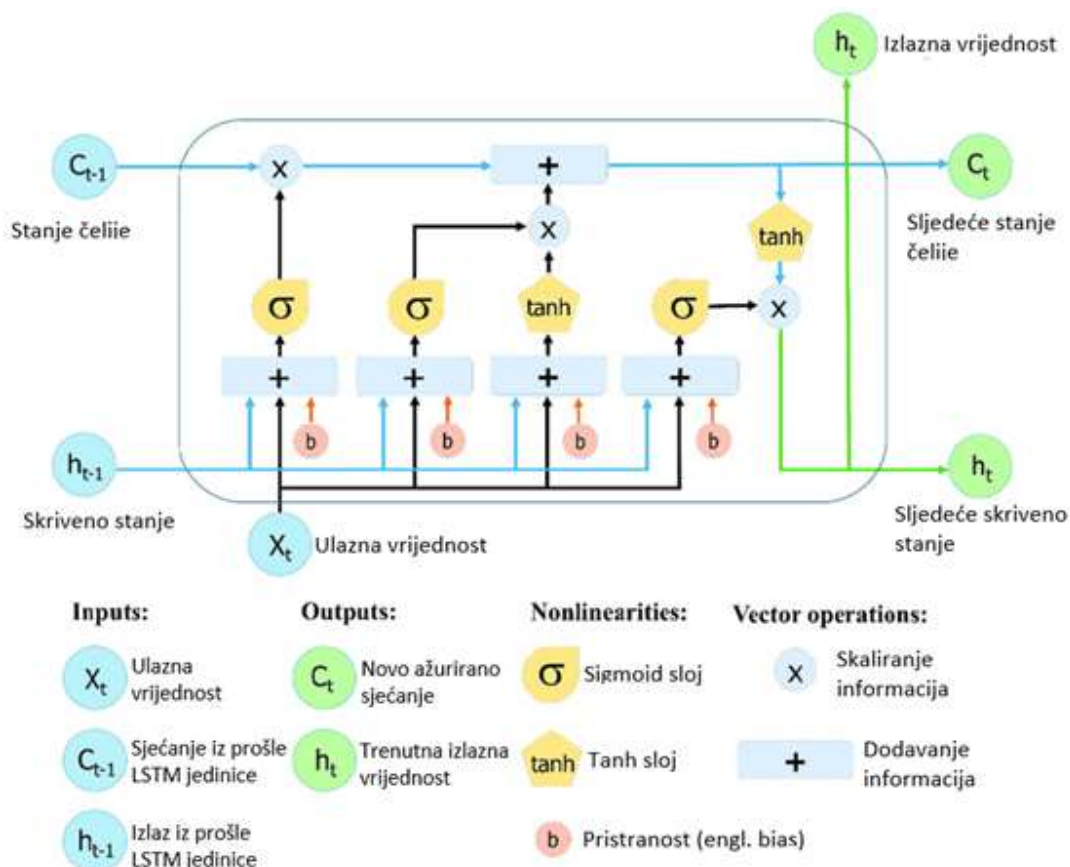 hₜ Izlazna vrijednost
Cₜ₋₁
x
+
Cₜ
Stanje čelije
x
tanh
Sljedeće stanje
čelije
σ
σ
tanh
σ
x
+
+
+
+
b
b
b
b
hₜ₋₁
hₜ
Skriveno stanje
Sljedeće skriveno
stanje
Xₜ Ulazna vrijednost
Inputs:
Outputs:
Nonlinearities:
Vector operations:
Xₜ Ulazna
vrijednost
Cₜ Novo ažurirano
sjećanje
σ Sigmoid sloj
x Skaliranje
informacija
Cₜ₋₁ Sjećanje iz prošle
LSTM jedinice
hₜ Trenutna izlazna
vrijednost
tanh Tanh sloj
+ Dodavanje
informacija
hₜ₋₁ Izlaz iz prošle
LSTM jedinice
b Pristranost (engl. bias)